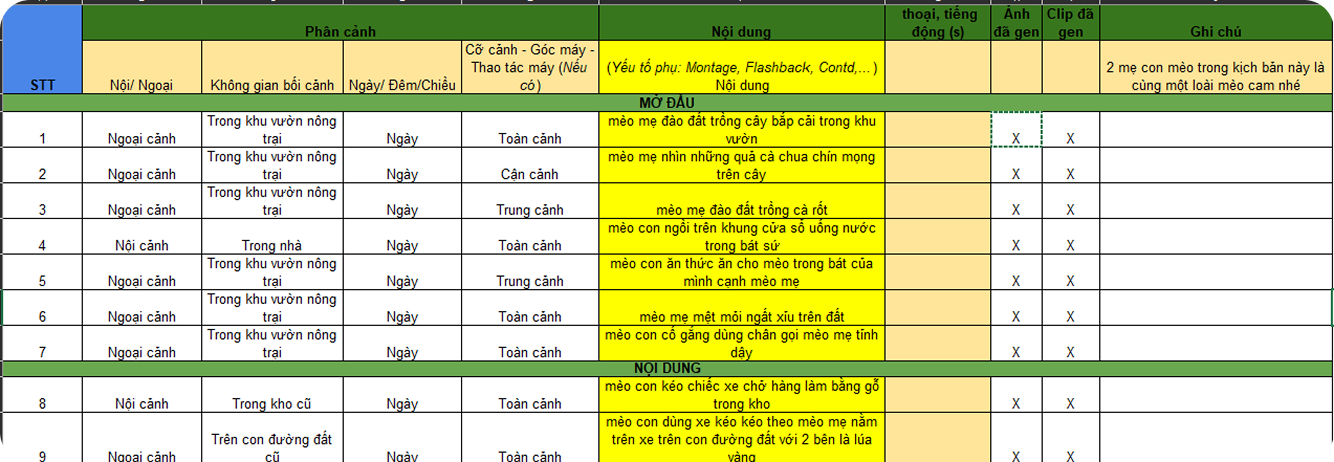 thoại, tiếng động (s)
Ảnh đã gen
Clip đã gen
Phân cảnh
Nội dung
Ghi chú
STT
Nội/ Ngoại
Không gian bối cảnh
Ngày/ Đêm/Chiều
Cỡ cảnh - Góc máy -
Thao tác máy (Nếu
có)
(Yếu tố phụ: Montage, Flashback, Contd,... )
Nội dung
2 mẹ con mèo trong kịch bản này là
cùng một loài mèo cam nhé
MỞ ĐẦU
1 Ngoại cảnh Trong khu vườn nông trại Ngày Toàn cảnh mèo mẹ đào đất trồng cây bắp cải trong khu vườn X X
2 Ngoại cảnh Trong khu vườn nông trại Ngày Cận cảnh mèo mẹ nhìn những quả cà chua chín mọng trên cây X X
3 Ngoại cảnh Trong khu vườn nông trại Ngày Trung cảnh mèo mẹ đào đất trồng cà rốt X X
4 Nội cảnh Trong nhà Ngày Toàn cảnh mèo con ngồi trên khung cửa sổ uống nước trong bát sứ X X
5 Ngoại cảnh Trong khu vườn nông trại Ngày Trung cảnh mèo con ăn thức ăn cho mèo trong bát của mình cạnh mèo mẹ X X
6 Ngoại cảnh Trong khu vườn nông trại Ngày Toàn cảnh mèo mẹ mệt mỏi ngất xỉu trên đất X X
7 Ngoại cảnh Trong khu vườn nông trại Ngày Toàn cảnh mèo con cố gắng dùng chân gọi mèo mẹ tỉnh dậy X X
NỘI DUNG
8 Nội cảnh Trong kho cũ Ngày Toàn cảnh mèo con kéo chiếc xe chở hàng làm bằng gỗ trong kho X X
9 Ngoại cảnh Trên con đường đất cũ Ngày Toàn cảnh mèo con dùng xe kéo kéo theo mèo mẹ nằm trên xe trên con đường đất với 2 bên là lúa vàng X X